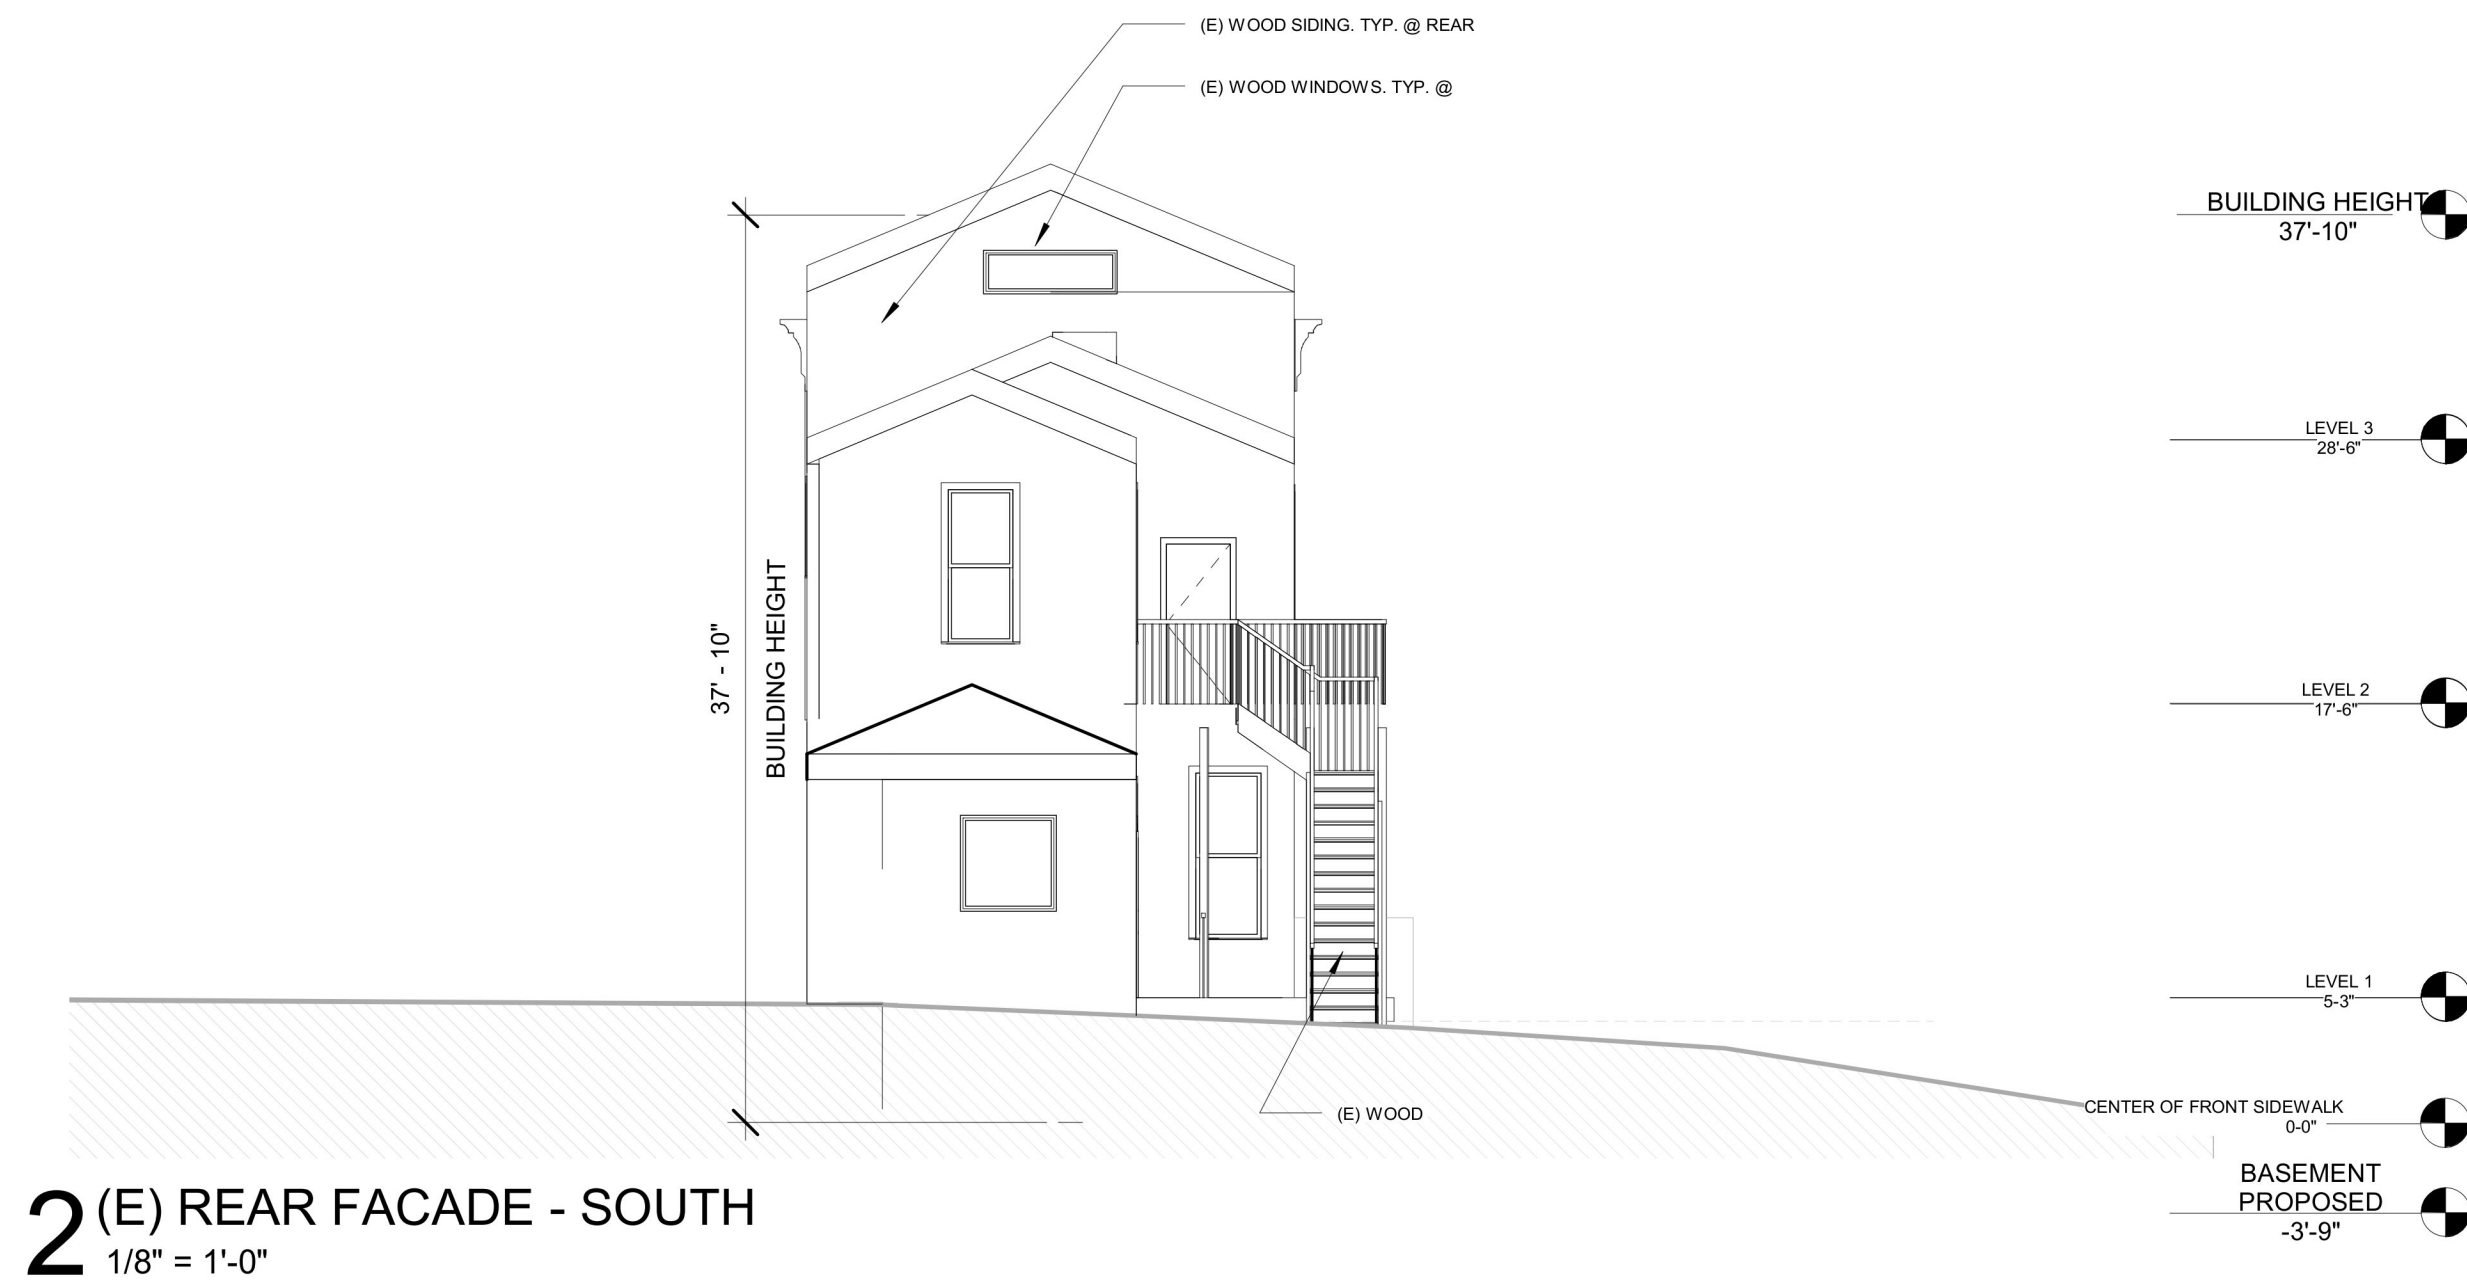 (E) WOOD SIDING. TYP. @ REAR
(E) WOOD WINDOWS. TYP. @
BUILDING HEIGHT
37'-10"
LEVEL 3
28'-6"
37' - 10"
BUILDING HEIGHT
LEVEL 2
17'-6"
LEVEL 1
5'-3"
CENTER OF FRONT SIDEWALK
0-0"
(E) WOOD
BASEMENT
PROPOSED
-3'-9"
2
(E) REAR FACADE - SOUTH
1/8" = 1'-0"